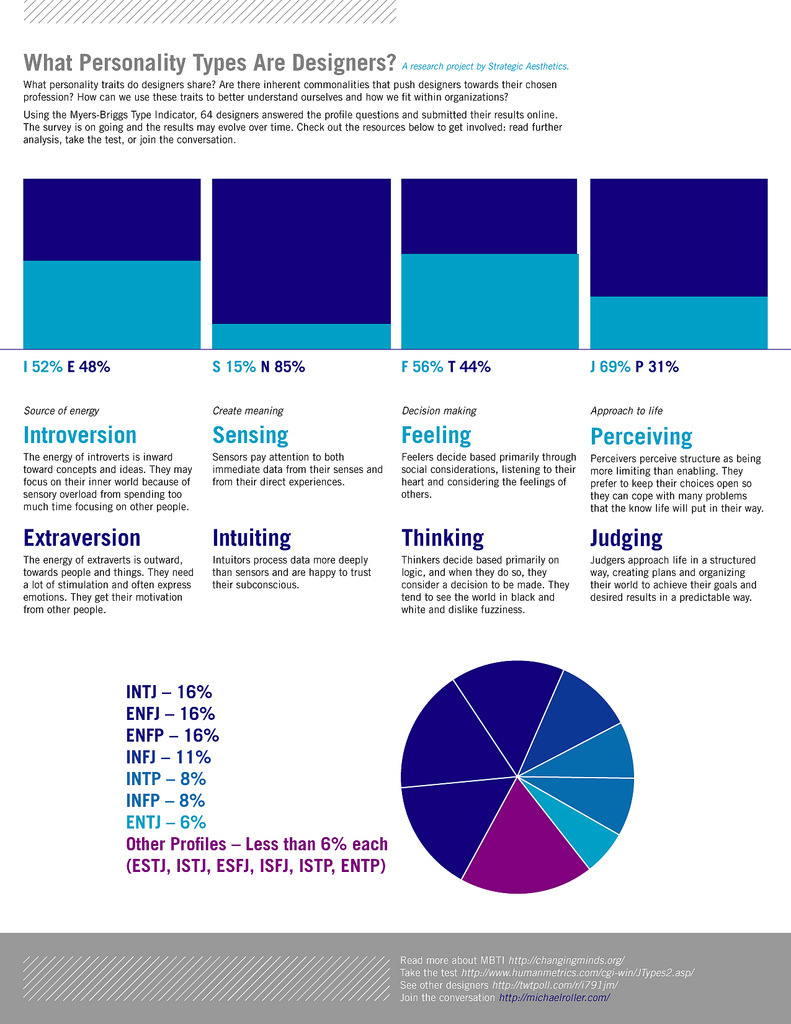 What Personality Types Are Designers? A research project by Strategic Aesthetics.
What personality traits do designers share? Are there inherent commonalities that push designers towards their chosen
profession? How can we use these traits to better understand ourselves and how we fit within organizations?
Using the Myers-Briggs Type Indicator, 64 designers answered the profile questions and submitted their results online.
The survey is on going and the results may evolve over time. Check out the resources below to get involved: read further
analysis, take the test, or join the conversation.
I 52% E 48%
S 15% N 85%
F 56% T 44%
J 69% P 31%
Source of energy
Introversion
The energy of introverts is inward
toward concepts and ideas. They may
focus on their inner world because of
sensory overload from spending too
much time focusing on other people.
Extraversion
The energy of extraverts is outward,
towards people and things. They need
a lot of stimulation and often express
emotions. They get their motivation
from other people.
Create meaning
Sensing
Sensors pay attention to both
immediate data from their senses and
from their direct experiences.
Intuiting
Intuitors process data more deeply
than sensors and are happy to trust
their subconscious.
Decision making
Feeling
Feelers decide based primarily through
social considerations, listening to their
heart and considering the feelings of
others.
Thinking
Thinkers decide based primarily on
logic, and when they do so, they
consider a decision to be made. They
tend to see the world in black and
white and dislike fuzziness.
Approach to life
Perceiving
Perceivers perceive structure as being
more limiting than enabling. They
prefer to keep their choices open so
they can cope with many problems
that the know life will put in their way.
Judging
Judgers approach life in a structured
way, creating plans and organizing
their world to achieve their goals and
desired results in a predictable way.
INTJ – 16%
ENFJ – 16%
ENFP – 16%
INFJ – 11%
INTP – 8%
INFP – 8%
ENTJ – 6%
Other Profiles – Less than 6% each
(ESTJ, ISTJ, ESFJ, ISFJ, ISTP, ENTP)
Read more about MBTI http://changingminds.org/
Take the test http://www.humanmetrics.com/cgi-win/JTypes2.asp/
See other designers http://twtpoll.com/r/i791jm/
Join the conversation http://michaelroller.com/